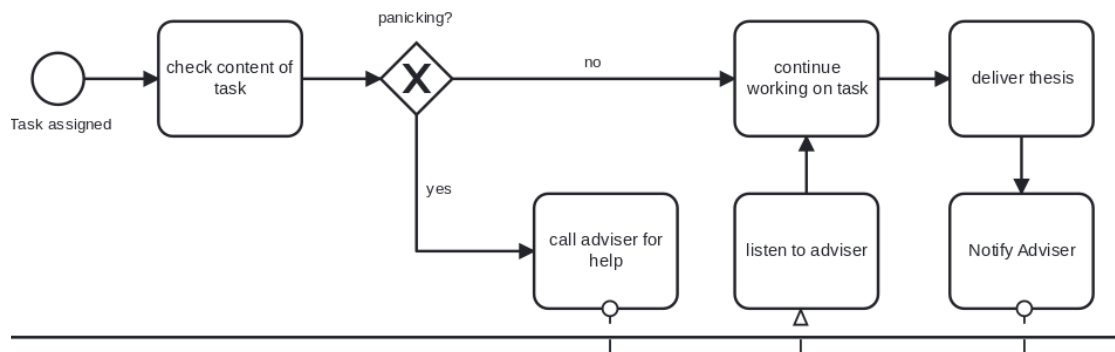 panicking?
check content of
task
no
continue
working on task
deliver thesis
Task assigned
yes
call adviser for
help
listen to adviser
Notify Adviser